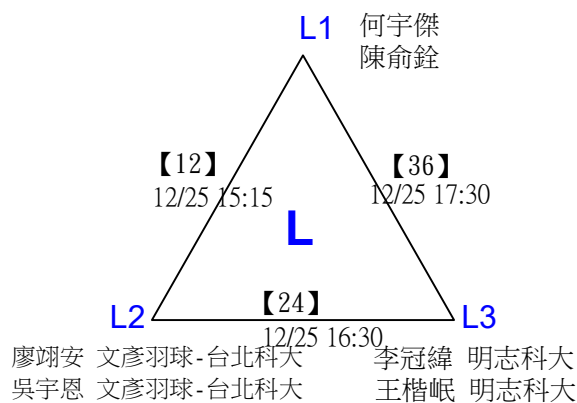 L1
何宇傑
陳俞銓
【12】
12/25 15:15
【36】
12/25 17:30
L
【24】
12/25 16:30
L2
L3
廖翊安 文彥羽球-台北科大
吳宇恩 文彥羽球-台北科大
李冠緯 明志科大
王楷岷 明志科大